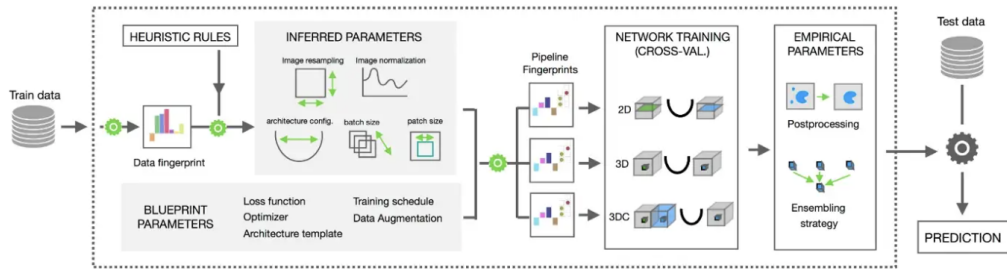 Train data
HEURISTIC RULES
Data fingerprint
INFERRED PARAMETERS
Image resampling
Image normalization
architecture config.
batch size
patch size
BLUEPRINT
PARAMETERS
Loss function
Optimizer
Architecture template
Training schedule
Data Augmentation
Pipeline
Fingerprints
NETWORK TRAINING
(CROSS-VAL.)
2D
3D
3DC
EMPIRICAL
PARAMETERS
Postprocessing
Ensembling
strategy
Test data
PREDICTION